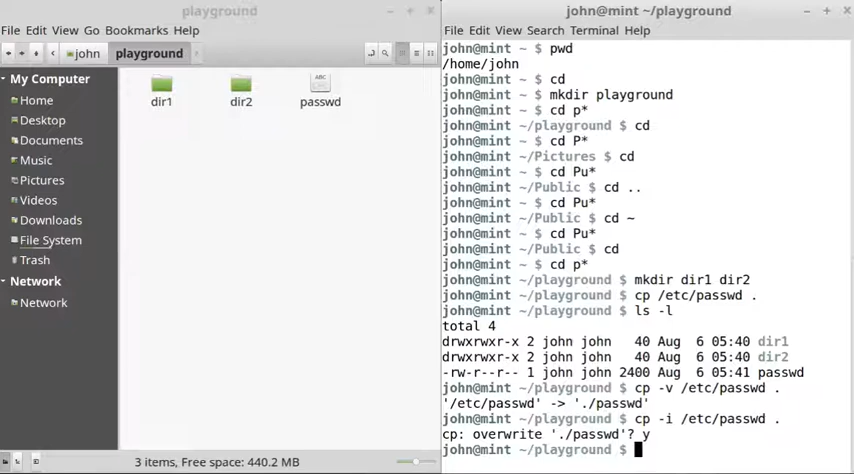 playground
File Edit View Go Bookmarks Help
john playground
My Computer
Home
Desktop
Documents
Music
Pictures
Videos
Downloads
File System
Trash
Network
Network
dir1 dir2 passwd
ABC
3 items, Free space: 440.2 MB
john@mint ~/playground
File Edit View Search Terminal Help
john@mint ~ $ pwd
/home/john
john@mint ~ $ cd
john@mint ~ $ mkdir playground
john@mint ~ $ cd p*
john@mint ~/playground $ cd
john@mint ~ $ cd P*
john@mint ~/Pictures $ cd
john@mint ~ $ cd Pu*
john@mint ~/Public $ cd ..
john@mint ~ $ cd Pu*
john@mint ~/Public $ cd ~
john@mint ~ $ cd Pu*
john@mint ~/Public $ cd
john@mint ~ $ cd p*
john@mint ~/playground $ mkdir dir1 dir2
john@mint ~/playground $ cp /etc/passwd .
john@mint ~/playground $ ls -l
total 4
drwxrwxr-x 2 john john   40 Aug  6 05:40 dir1
drwxrwxr-x 2 john john   40 Aug  6 05:40 dir2
-rw-r--r-- 1 john john 2400 Aug  6 05:41 passwd
john@mint ~/playground $ cp -v /etc/passwd .
'/etc/passwd' -> './passwd'
john@mint ~/playground $ cp -i /etc/passwd .
cp: overwrite './passwd'? y
john@mint ~/playground $